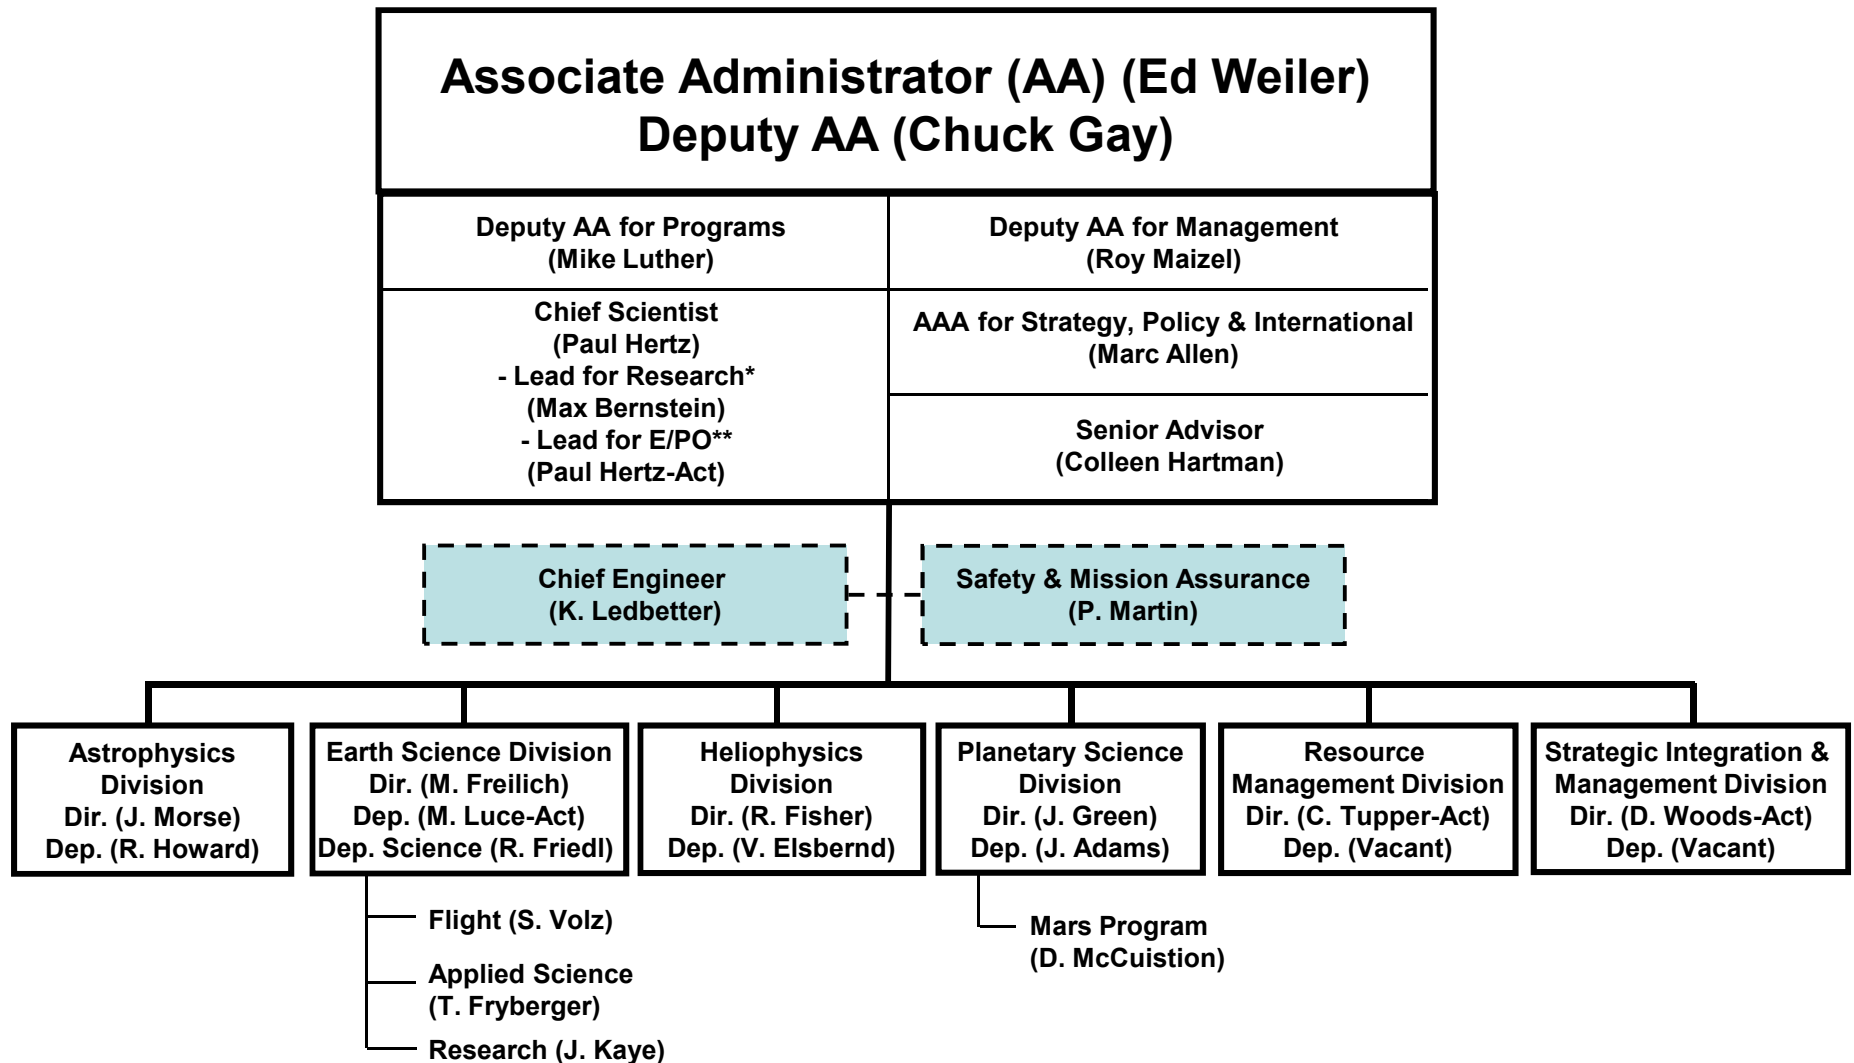 Associate Administrator (AA) (Ed Weiler)
Deputy AA (Chuck Gay)
Deputy AA for Programs
(Mike Luther)
Deputy AA for Management
(Roy Maizel)
Chief Scientist
(Paul Hertz)
- Lead for Research*
(Max Bernstein)
- Lead for E/PO**
(Paul Hertz-Act)
AAA for Strategy, Policy & International
(Marc Allen)
Senior Advisor
(Colleen Hartman)
Chief Engineer
(K. Ledbetter)
Safety & Mission Assurance
(P. Martin)
Astrophysics
Division
Dir. (J. Morse)
Dep. (R. Howard)
Earth Science Division
Dir. (M. Freilich)
Dep. (M. Luce-Act)
Dep. Science (R. Friedl)
Flight (S. Volz)
Applied Science
(T. Fryberger)
Research (J. Kaye)
Heliophysics
Division
Dir. (R. Fisher)
Dep. (V. Elsbernd)
Planetary Science
Division
Dir. (J. Green)
Dep. (J. Adams)
Mars Program
(D. McCuistion)
Resource
Management Division
Dir. (C. Tupper-Act)
Dep. (Vacant)
Strategic Integration &
Management Division
Dir. (D. Woods-Act)
Dep. (Vacant)